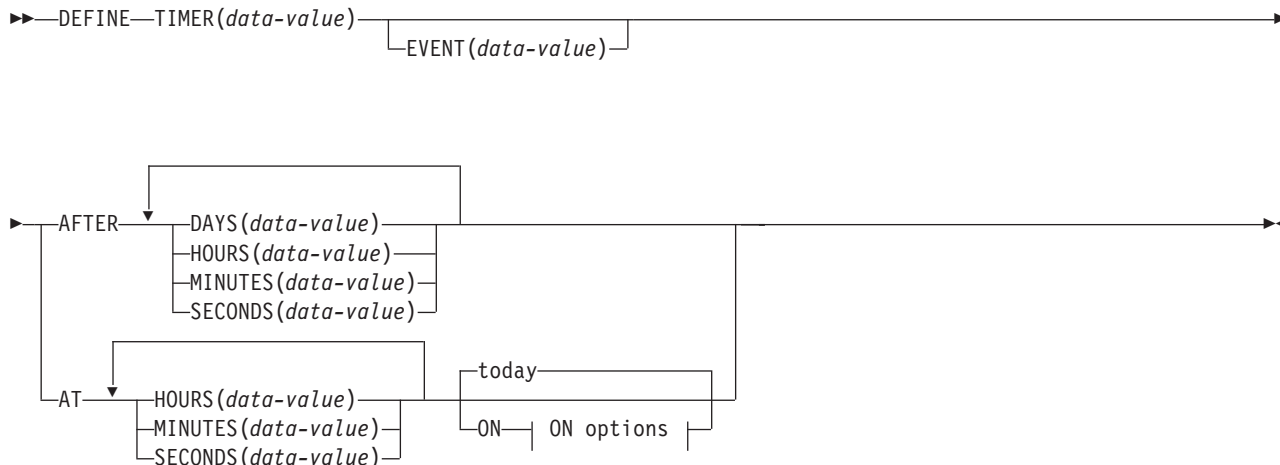 DEFINE TIMER(data-value)
EVENT(data-value)
AFTER DAYS(data-value)
HOURS(data-value)
MINUTES(data-value)
SECONDS(data-value)
today
AT HOURS(data-value)
MINUTES(data-value)
SECONDS(data-value)
ON ON options